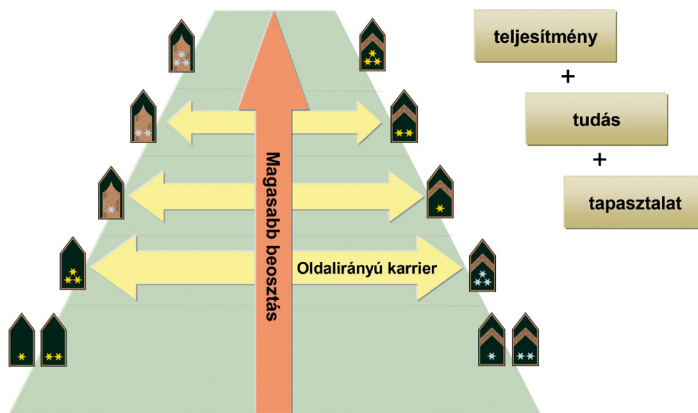 teljesítmény
+
tudás
+
tapasztalat
Magasabb beosztás
Oldalirányú karrier